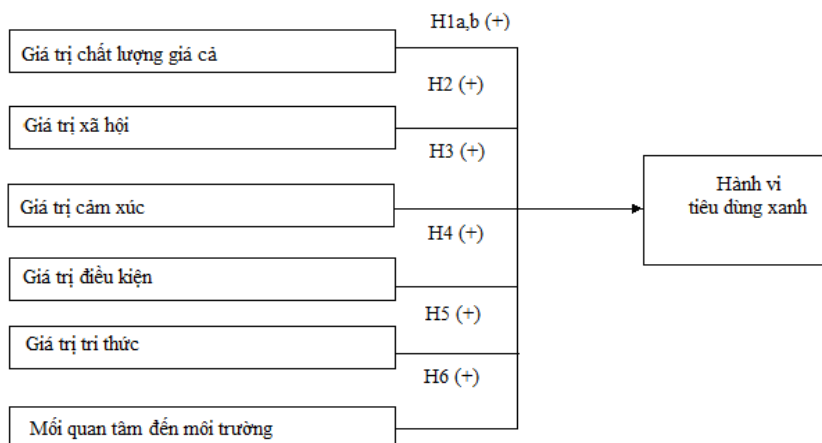 H1a,b (+)
Giá trị chất lượng giá cả
H2 (+)
Giá trị xã hội
H3 (+)
Hành vi
tiêu dùng xanh
Giá trị cảm xúc
H4 (+)
Giá trị điều kiện
H5 (+)
Giá trị tri thức
H6 (+)
Mối quan tâm đến môi trường